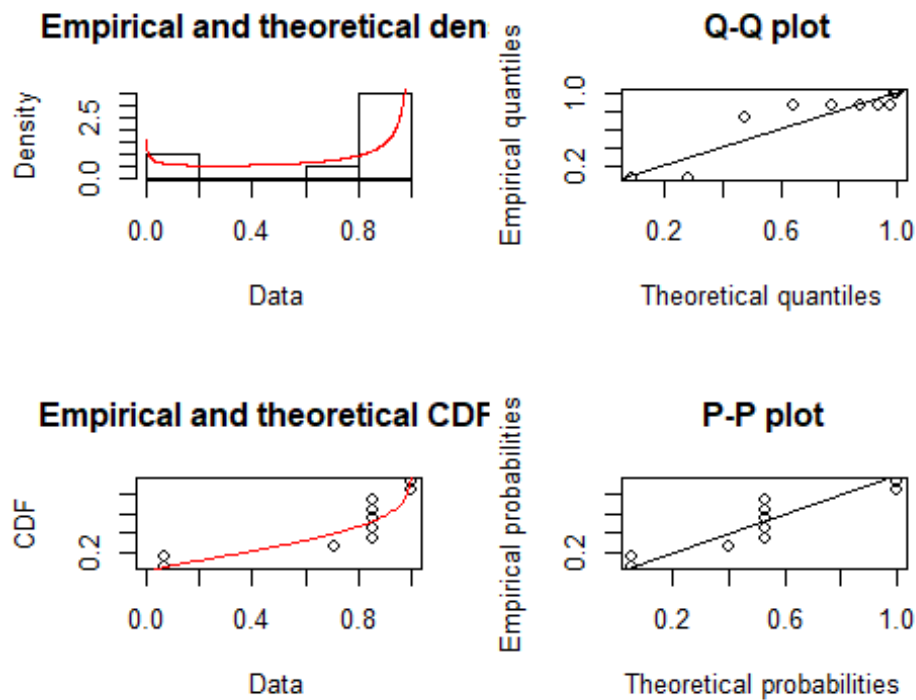 Empirical and theoretical den
Density
0.0 2.5
0.0 0.4 0.8
Data
Q-Q plot
Empirical quantiles
0.2 1.0
0.2 0.6 1.0
Theoretical quantiles
Empirical and theoretical CDF
CDF
0.2
0.0 0.4 0.8
Data
P-P plot
Empirical probabilities
0.2
0.2 0.6 1.0
Theoretical probabilities